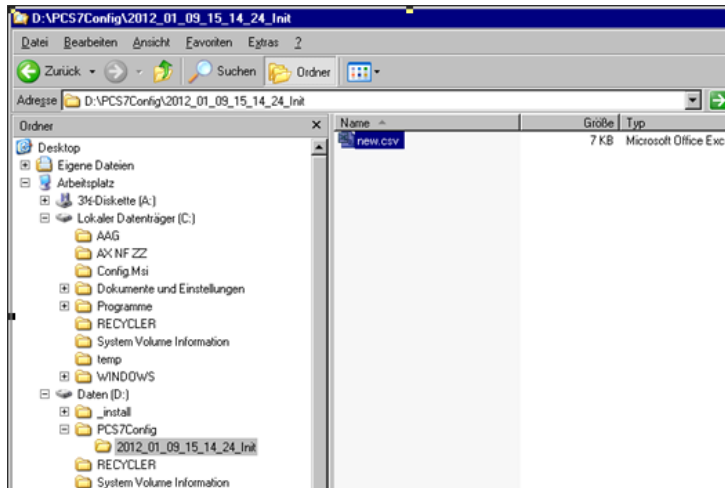 D:\PCS7Config\2012_01_09_15_14_24_Init
Datei Bearbeiten Ansicht Favoriten Extras ?
Zurück Suchen Ordner
Adresse D:\PCS7Config\2012_01_09_15_14_24_Init
Ordner x Name Größe Typ
new.csv 7 KB Microsoft Office Exc
Desktop
Eigene Dateien
Arbeitsplatz
3½-Diskette (A:)
Lokaler Datenträger (C:)
AAG
AX NF ZZ
Config.Msi
Dokumente und Einstellungen
Programme
RECYCLER
System Volume Information
temp
WINDOWS
Daten (D:)
_install
PCS7Config
2012_01_09_15_14_24_Init
RECYCLER
System Volume Information